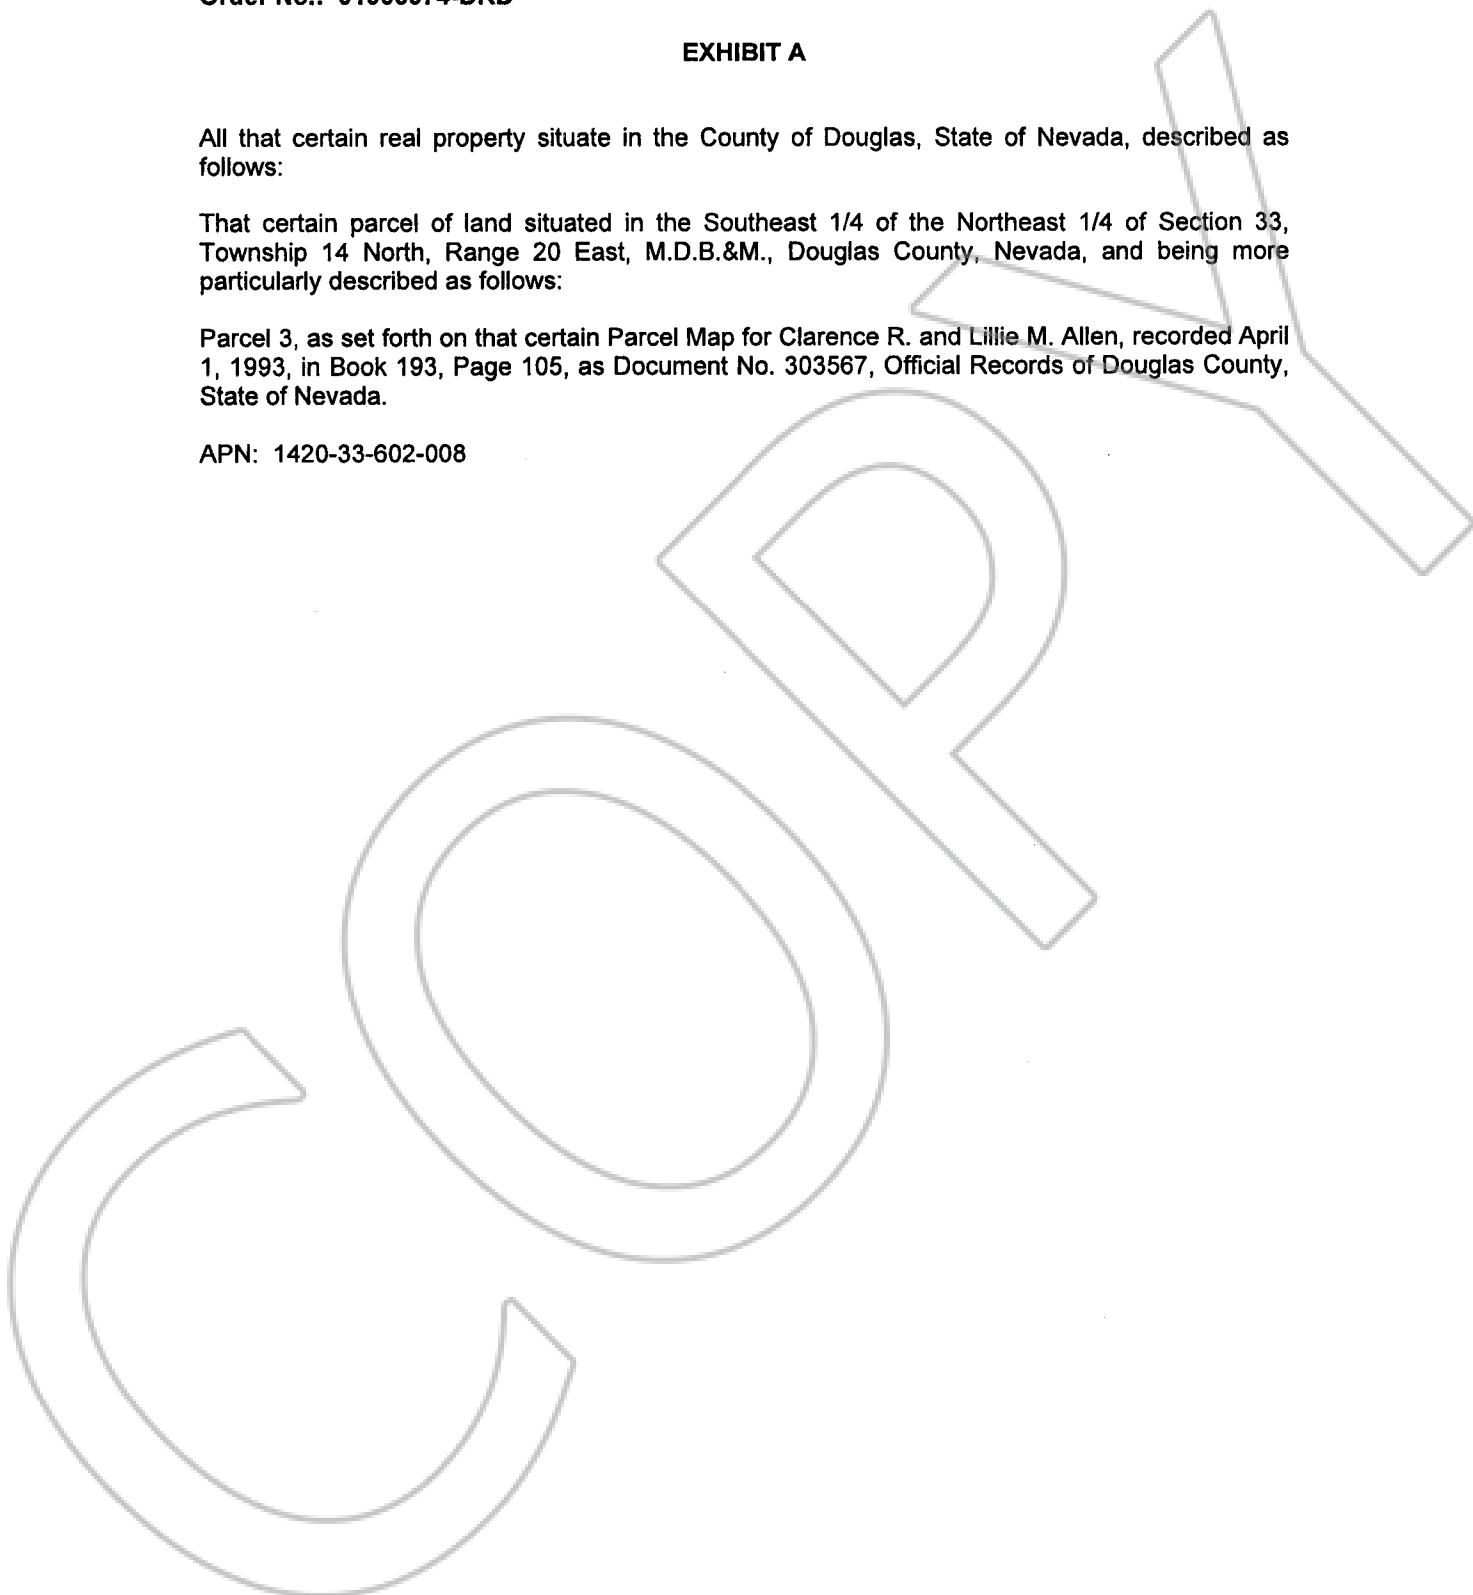 EXHIBIT A
All that certain real property situate in the County of Douglas, State of Nevada, described as
follows:
That certain parcel of land situated in the Southeast 1/4 of the Northeast 1/4 of Section 33,
Township 14 North, Range 20 East, M.D.B.&M., Douglas County, Nevada, and being more
particularly described as follows:
Parcel 3, as set forth on that certain Parcel Map for Clarence R. and Lillie M. Allen, recorded April
1, 1993, in Book 193, Page 105, as Document No. 303567, Official Records of Douglas County,
State of Nevada.
APN: 1420-33-602-008
COPY